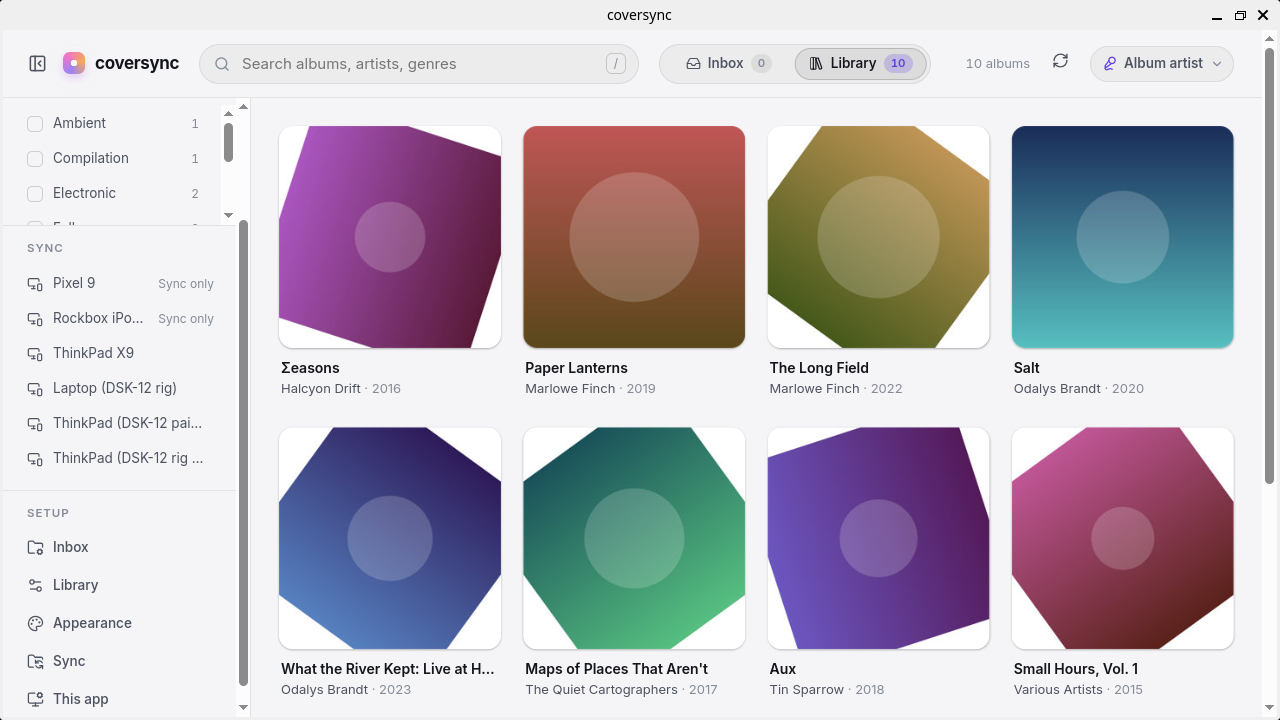 coversync
coversync
Search albums, artists, genres
/
Inbox 0
Library 10
10 albums
Album artist
Ambient 1
Compilation 1
Electronic 2
SYNC
Pixel 9 Sync only
Rockbox iPo... Sync only
ThinkPad X9
Laptop (DSK-12 rig)
ThinkPad (DSK-12 pai...
ThinkPad (DSK-12 rig ...
SETUP
Inbox
Library
Appearance
Sync
This app
Σeasons
Halcyon Drift · 2016
Paper Lanterns
Marlowe Finch · 2019
The Long Field
Marlowe Finch · 2022
Salt
Odalys Brandt · 2020
What the River Kept: Live at H...
Odalys Brandt · 2023
Maps of Places That Aren't
The Quiet Cartographers · 2017
Aux
Tin Sparrow · 2018
Small Hours, Vol. 1
Various Artists · 2015